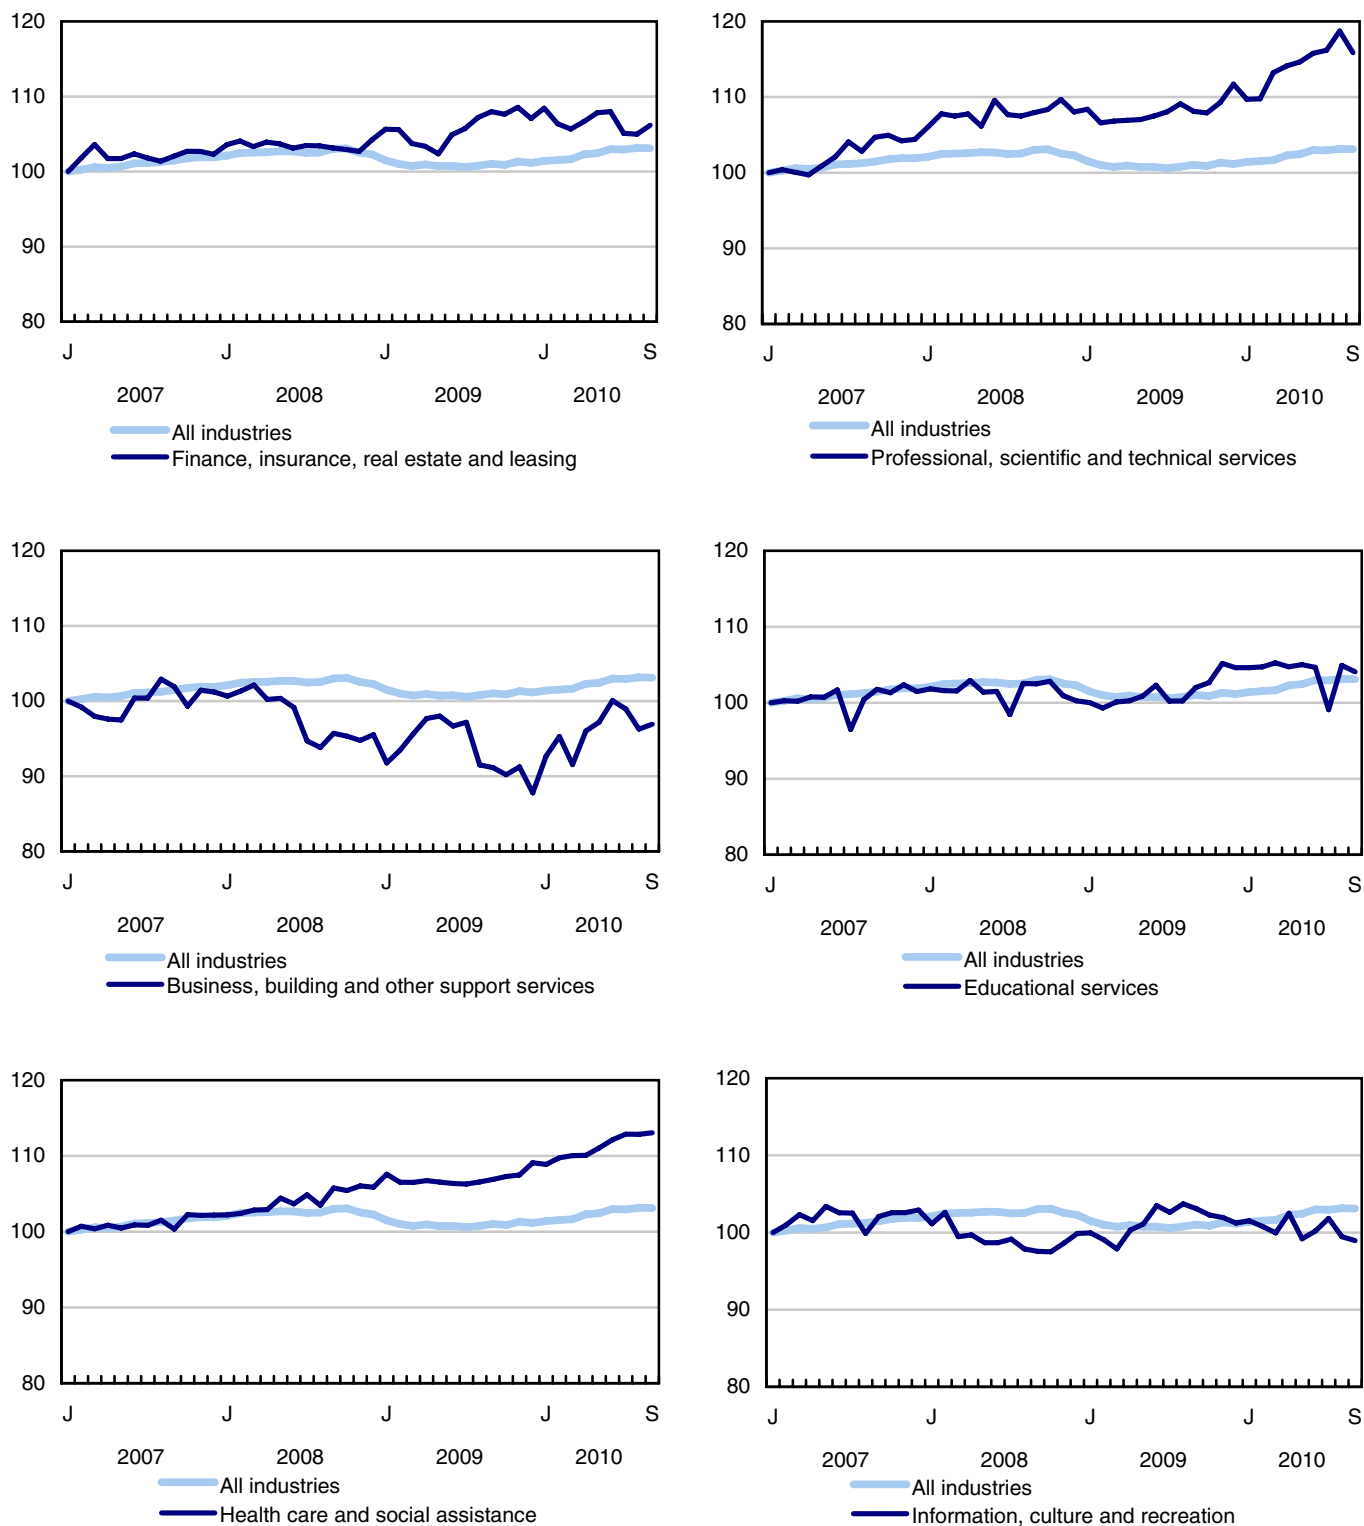 120
110
100
90
80
J J J J S
2007 2008 2009 2010
All industries
Finance, insurance, real estate and leasing
120
110
100
90
80
J J J J S
2007 2008 2009 2010
All industries
Professional, scientific and technical services
120
110
100
90
80
J J J J S
2007 2008 2009 2010
All industries
Business, building and other support services
120
110
100
90
80
J J J J S
2007 2008 2009 2010
All industries
Educational services
120
110
100
90
80
J J J J S
2007 2008 2009 2010
All industries
Health care and social assistance
120
110
100
90
80
J J J J S
2007 2008 2009 2010
All industries
Information, culture and recreation